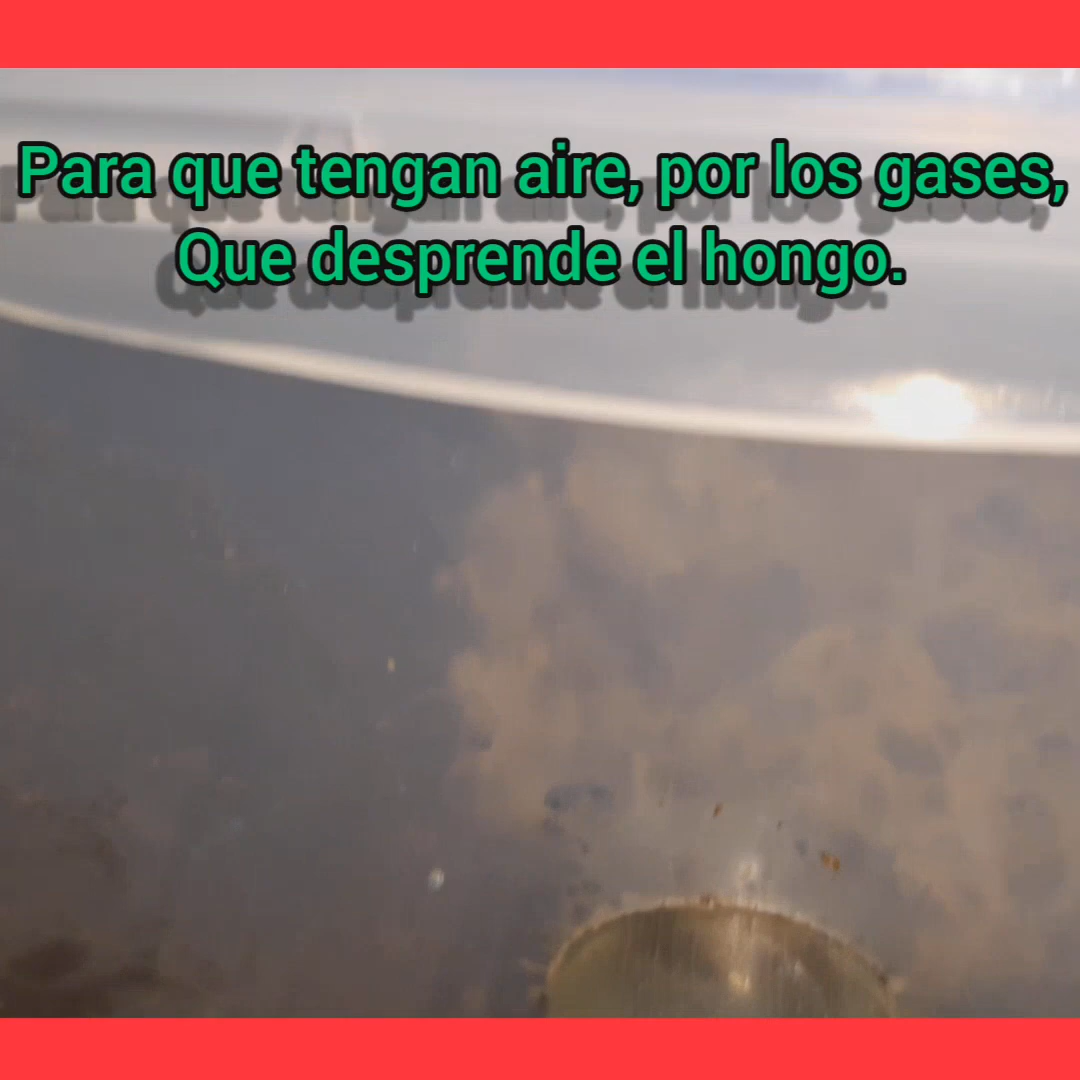 Para que tengan aire, por los gases,
Que desprende el hongo.